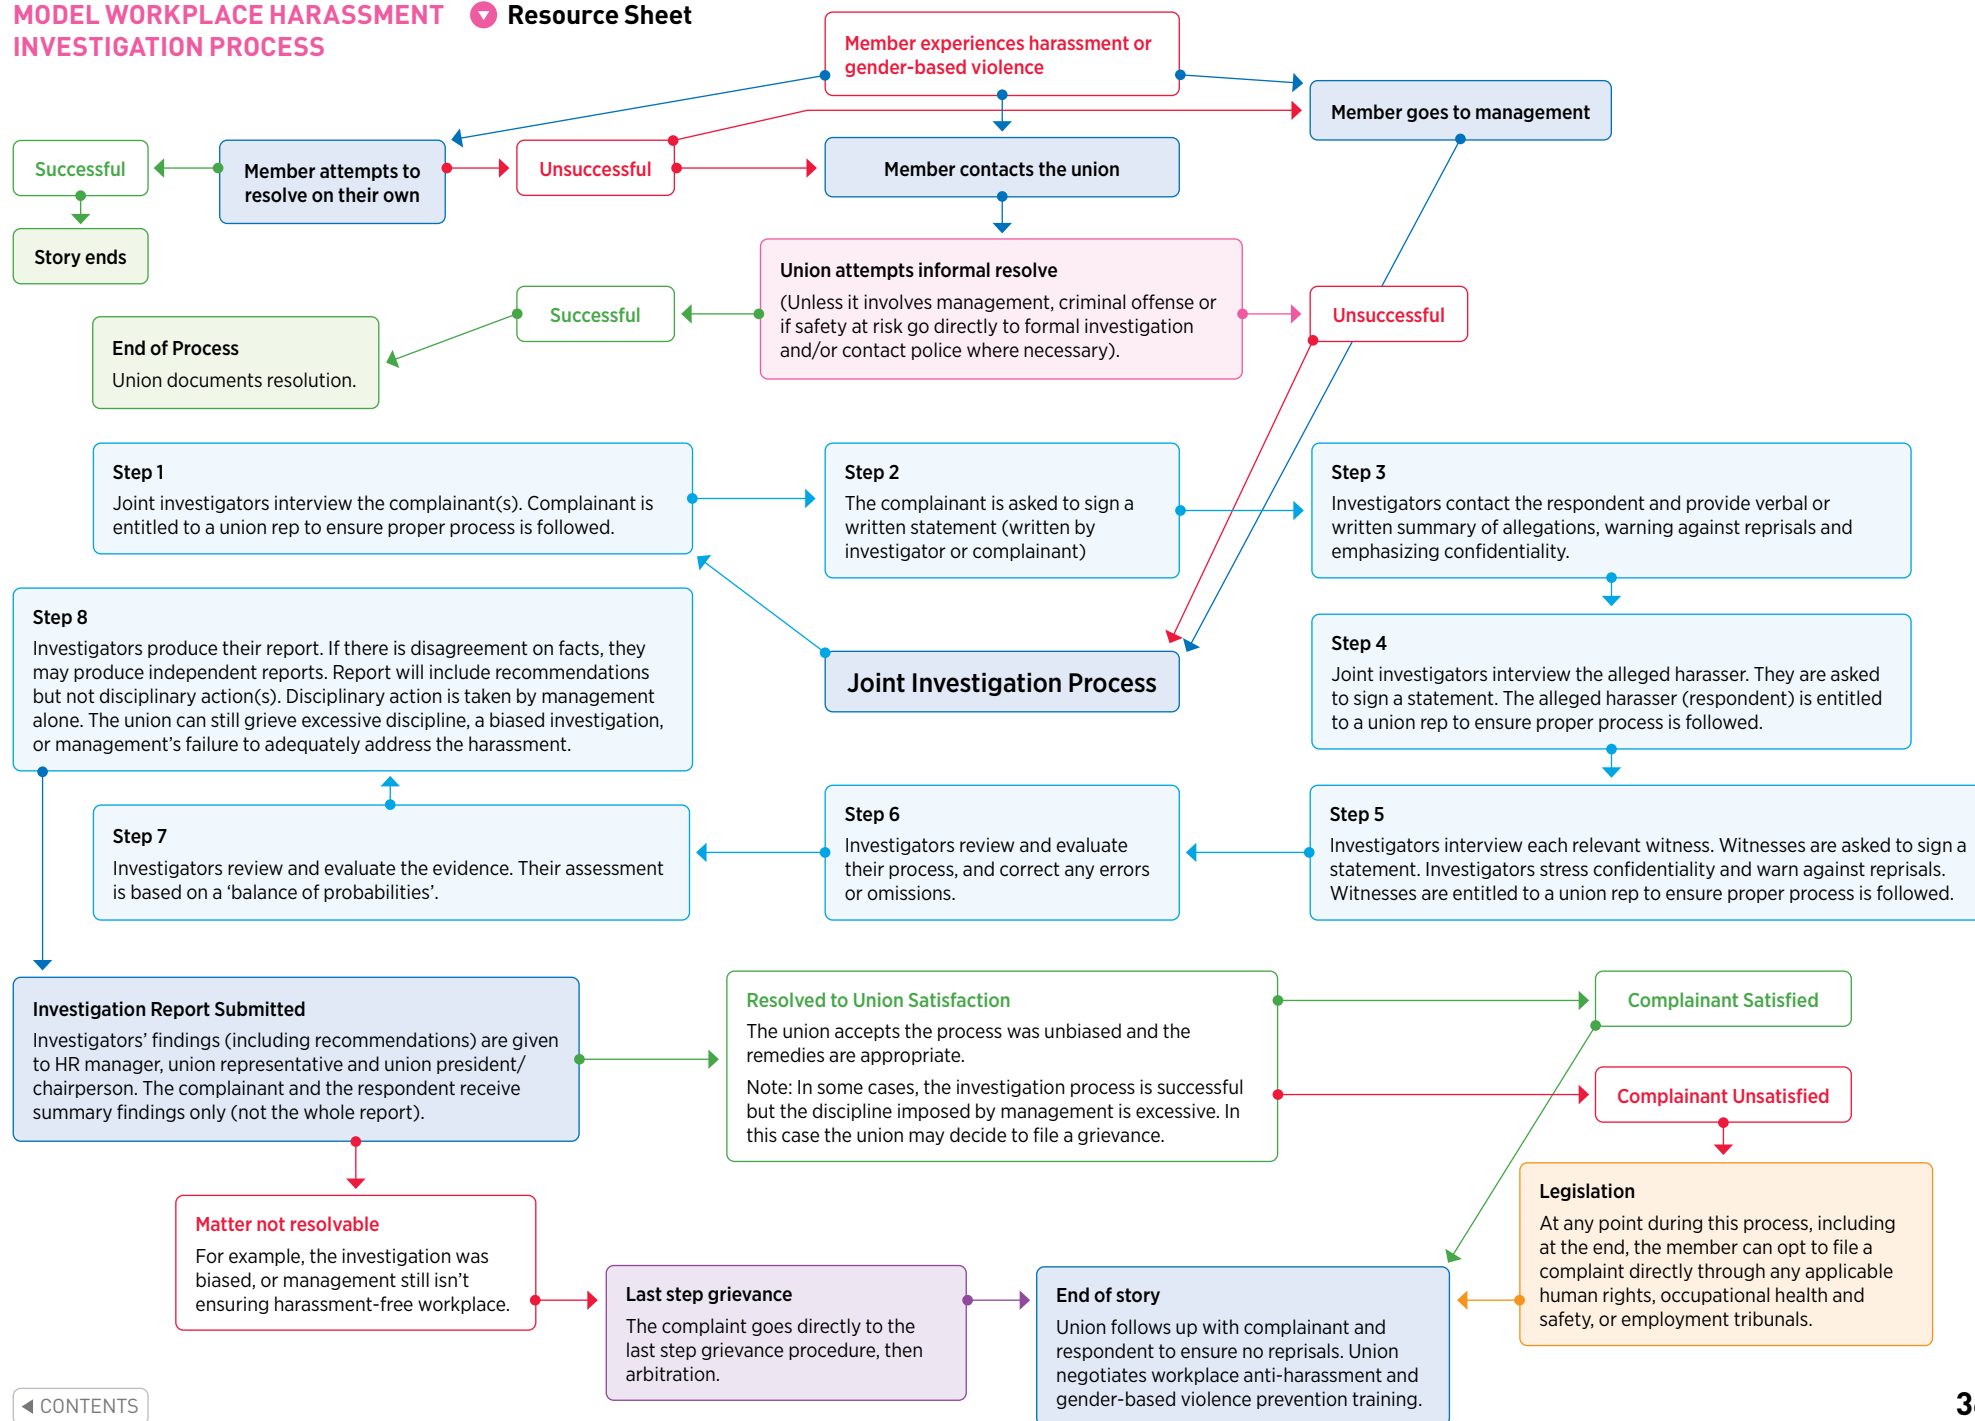 MODEL WORKPLACE HARASSMENT
INVESTIGATION PROCESS
Resource Sheet
Member experiences harassment or
gender-based violence
Member goes to management
Successful
Member attempts to
resolve on their own
Unsuccessful
Member contacts the union
Story ends
Union attempts informal resolve
(Unless it involves management, criminal offense or
if safety at risk go directly to formal investigation
and/or contact police where necessary).
Successful
Unsuccessful
End of Process
Union documents resolution.
Step 1
Joint investigators interview the complainant(s). Complainant is
entitled to a union rep to ensure proper process is followed.
Step 2
The complainant is asked to sign a
written statement (written by
investigator or complainant)
Step 3
Investigators contact the respondent and provide verbal or
written summary of allegations, warning against reprisals and
emphasizing confidentiality.
Step 8
Investigators produce their report. If there is disagreement on facts, they
may produce independent reports. Report will include recommendations
but not disciplinary action(s). Disciplinary action is taken by management
alone. The union can still grieve excessive discipline, a biased investigation,
or management’s failure to adequately address the harassment.
Joint Investigation Process
Step 4
Joint investigators interview the alleged harasser. They are asked
to sign a statement. The alleged harasser (respondent) is entitled
to a union rep to ensure proper process is followed.
Step 7
Investigators review and evaluate the evidence. Their assessment
is based on a ‘balance of probabilities’.
Step 6
Investigators review and evaluate
their process, and correct any errors
or omissions.
Step 5
Investigators interview each relevant witness. Witnesses are asked to sign a
statement. Investigators stress confidentiality and warn against reprisals.
Witnesses are entitled to a union rep to ensure proper process is followed.
Investigation Report Submitted
Investigators’ findings (including recommendations) are given
to HR manager, union representative and union president/
chairperson. The complainant and the respondent receive
summary findings only (not the whole report).
Resolved to Union Satisfaction
The union accepts the process was unbiased and the
remedies are appropriate.
Note: In some cases, the investigation process is successful
but the discipline imposed by management is excessive. In
this case the union may decide to file a grievance.
Complainant Satisfied
Complainant Unsatisfied
Matter not resolvable
For example, the investigation was
biased, or management still isn’t
ensuring harassment-free workplace.
Last step grievance
The complaint goes directly to the
last step grievance procedure, then
arbitration.
End of story
Union follows up with complainant and
respondent to ensure no reprisals. Union
negotiates workplace anti-harassment and
gender-based violence prevention training.
Legislation
At any point during this process, including
at the end, the member can opt to file a
complaint directly through any applicable
human rights, occupational health and
safety, or employment tribunals.
CONTENTS